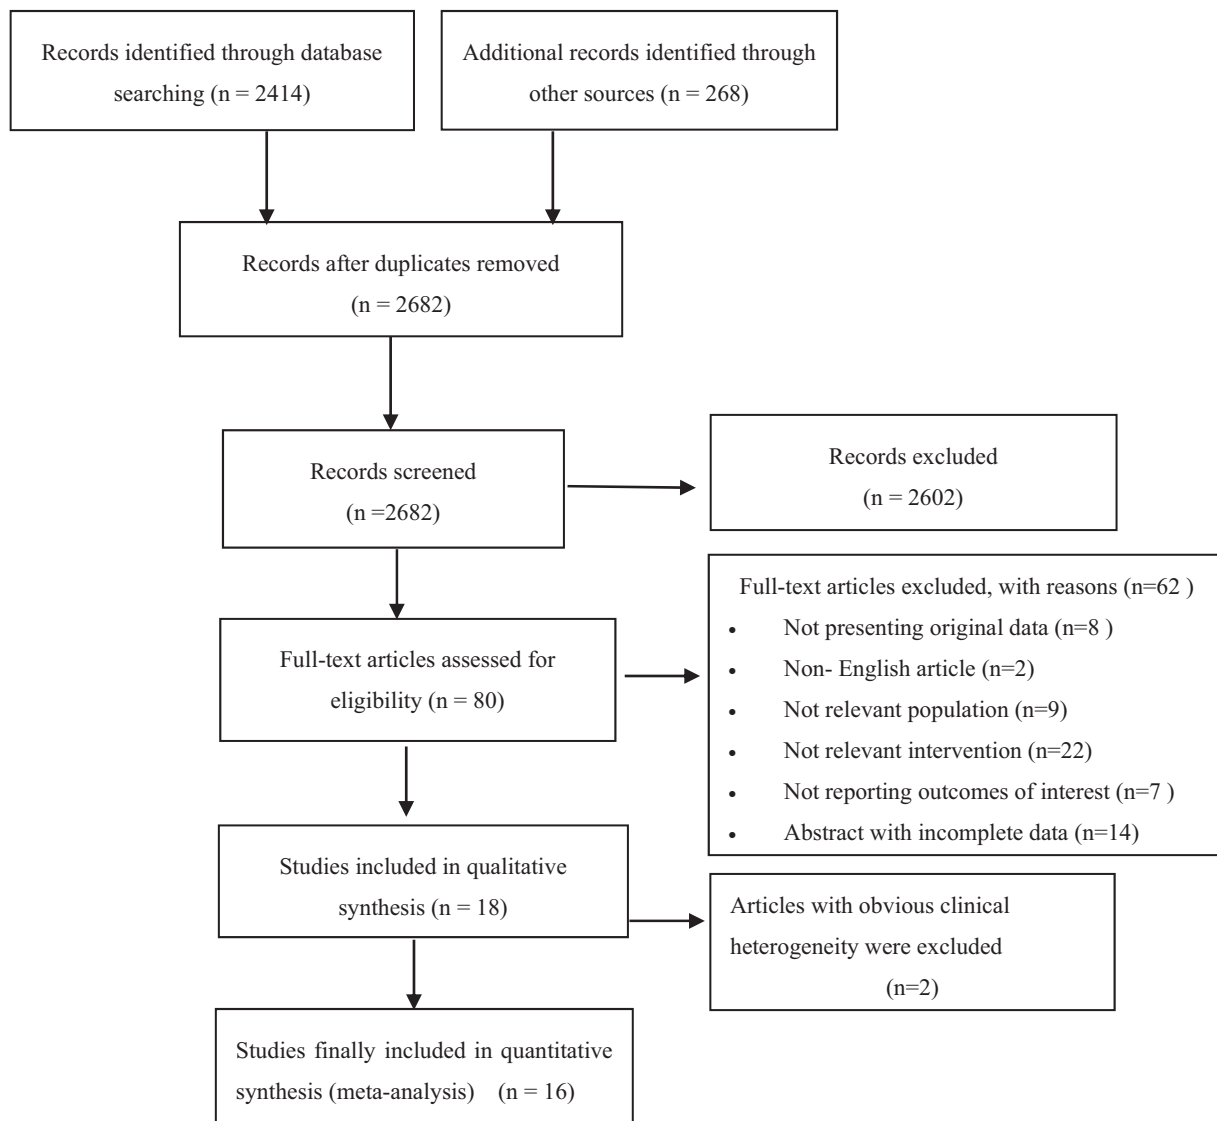 Records identified through database
searching (n = 2414)
Additional records identified through
other sources (n = 268)
Records after duplicates removed
(n = 2682)
Records screened
(n =2682)
Records excluded
(n = 2602)
Full-text articles assessed for
eligibility (n = 80)
Full-text articles excluded, with reasons (n=62 )
• Not presenting original data (n=8 )
• Non- English article (n=2)
• Not relevant population (n=9)
• Not relevant intervention (n=22)
• Not reporting outcomes of interest (n=7 )
• Abstract with incomplete data (n=14)
Studies included in qualitative
synthesis (n = 18)
Articles with obvious clinical
heterogeneity were excluded
(n=2)
Studies finally included in quantitative
synthesis (meta-analysis) (n = 16)